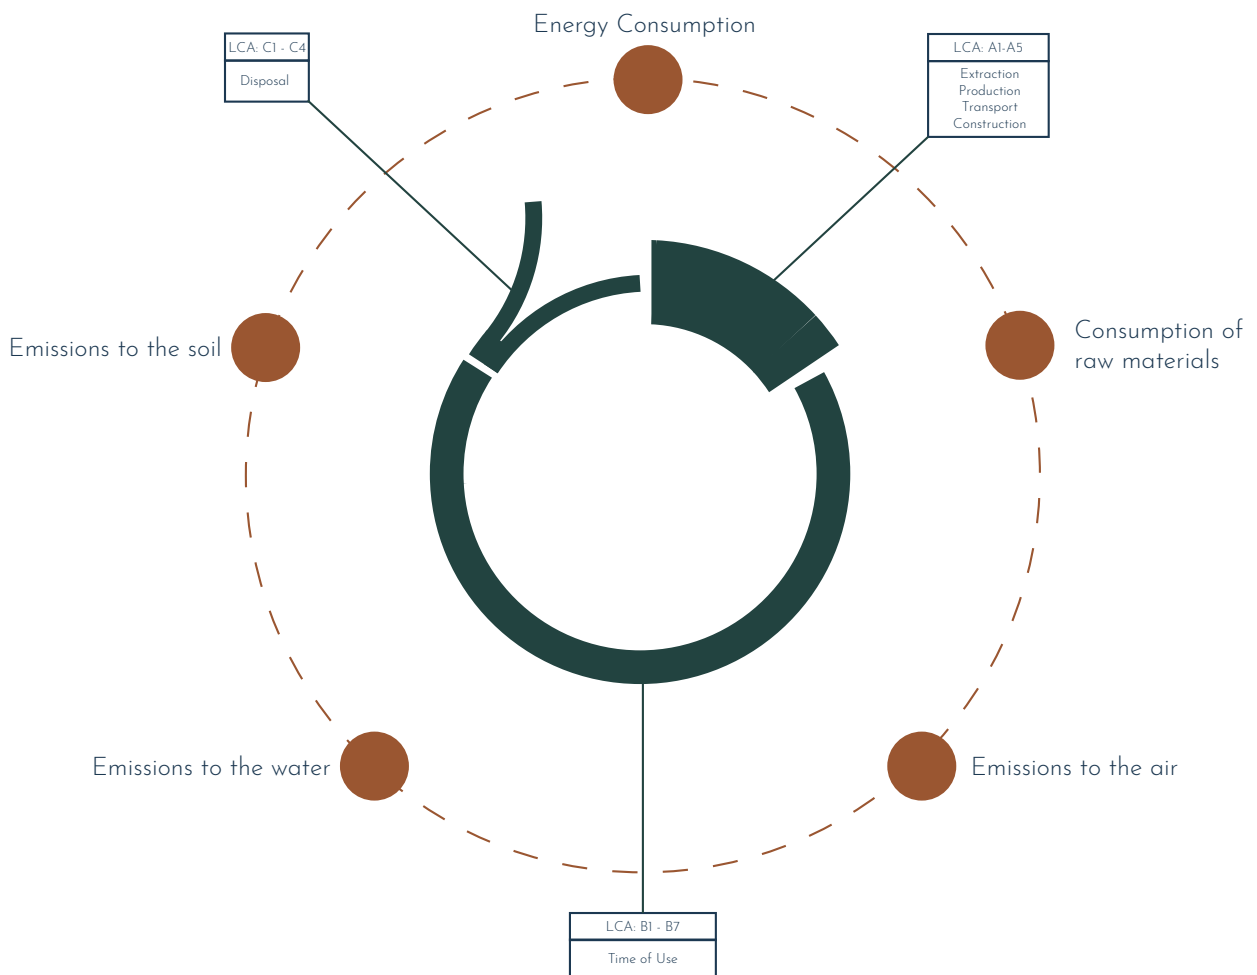 Energy Consumption
LCA: C1 - C4
Disposal
LCA: A1-A5
Extraction
Production
Transport
Construction
Emissions to the soil
Consumption of
raw materials
Emissions to the water
Emissions to the air
LCA: B1 - B7
Time of Use